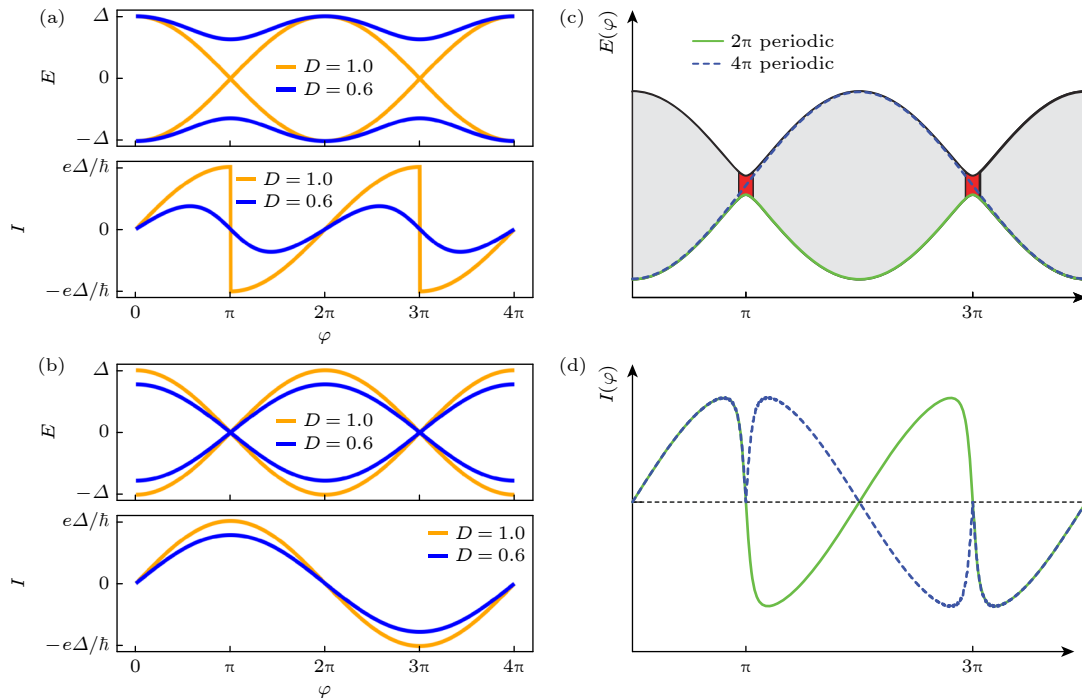 (a)
Δ
E
0
−Δ
D = 1.0
D = 0.6
eΔ/ħ
I
0
−eΔ/ħ
D = 1.0
D = 0.6
0 π 2π 3π 4π
φ
(b)
Δ
E
0
−Δ
D = 1.0
D = 0.6
eΔ/ħ
I
0
−eΔ/ħ
D = 1.0
D = 0.6
0 π 2π 3π 4π
φ
(c)
E(φ)
2π periodic
4π periodic
π 3π
(d)
I(φ)
π 3π